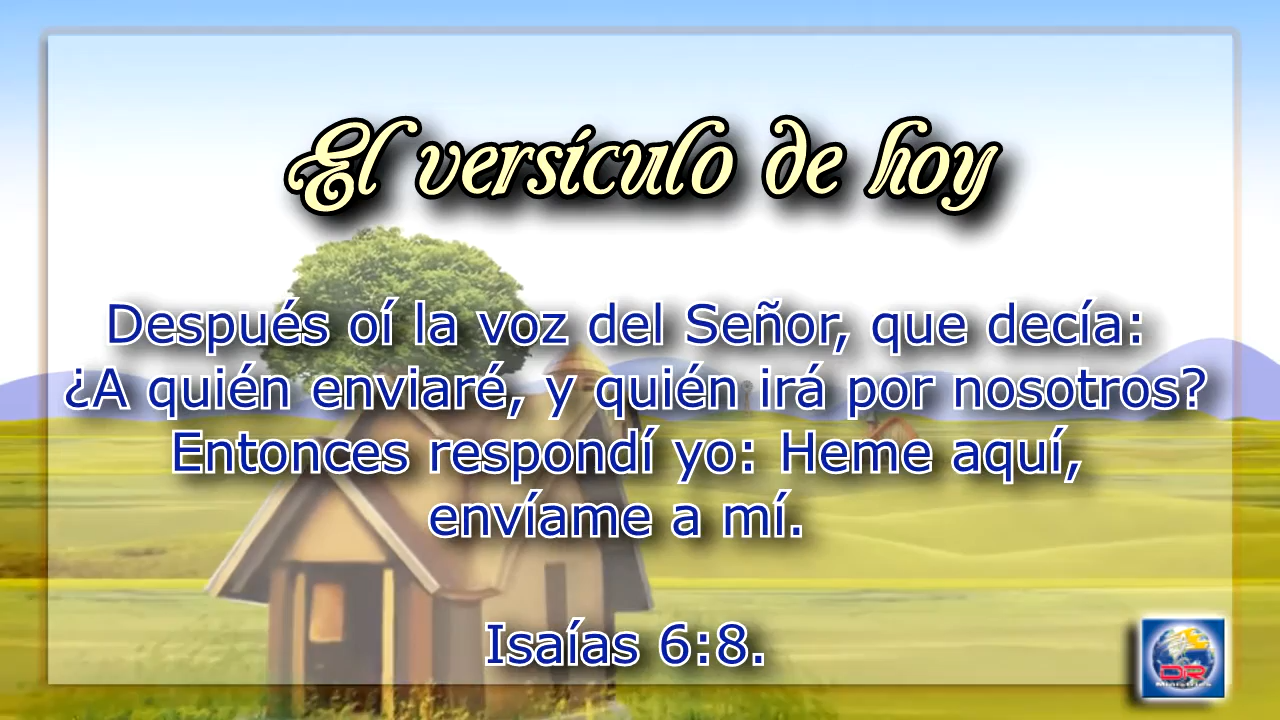 El versículo de hoy
Después oí la voz del Señor, que decía:
¿A quién enviaré, y quién irá por nosotros?
Entonces respondí yo: Heme aquí,
envíame a mí.
Isaías 6:8.
DR
Ministries